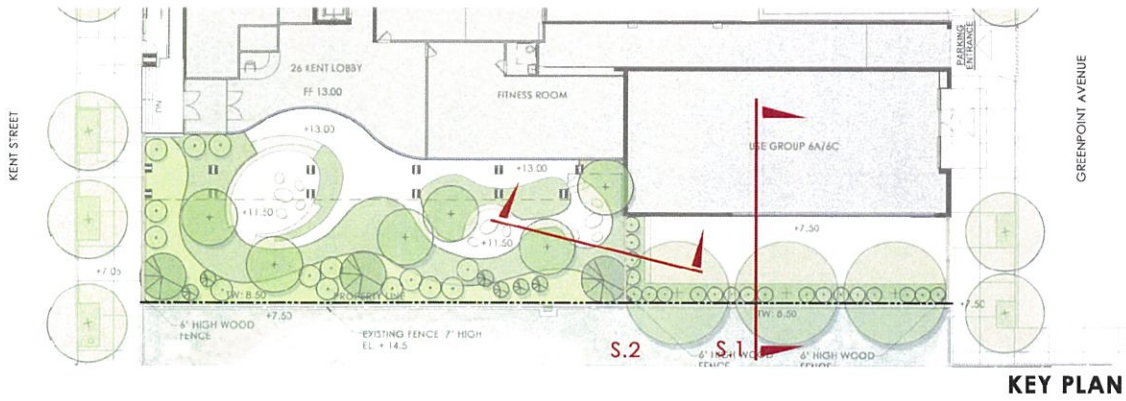 KENT STREET
26 KENT LOBBY
FF 13.00
FITNESS ROOM
PARKING
ENTRANCE
GREENPOINT AVENUE
USE GROUP 6A/6C
+13.00
+13.00
+11.50
+11.50
+7.50
+7.05
TW: 8.50
PROPERTY LINE
+7.50
TW: 8.50
+7.50
6' HIGH WOOD
FENCE
EXISTING FENCE 7' HIGH
EL. + 14.5
S.2
S.1
6' HIGH WOOD
FENCE
6' HIGH WOOD
FENCE
KEY PLAN